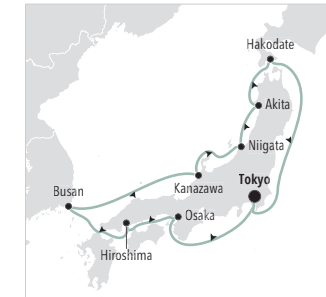 Hakodate
Akita
Niigata
Kanazawa
Tokyo
Busan
Osaka
Hiroshima